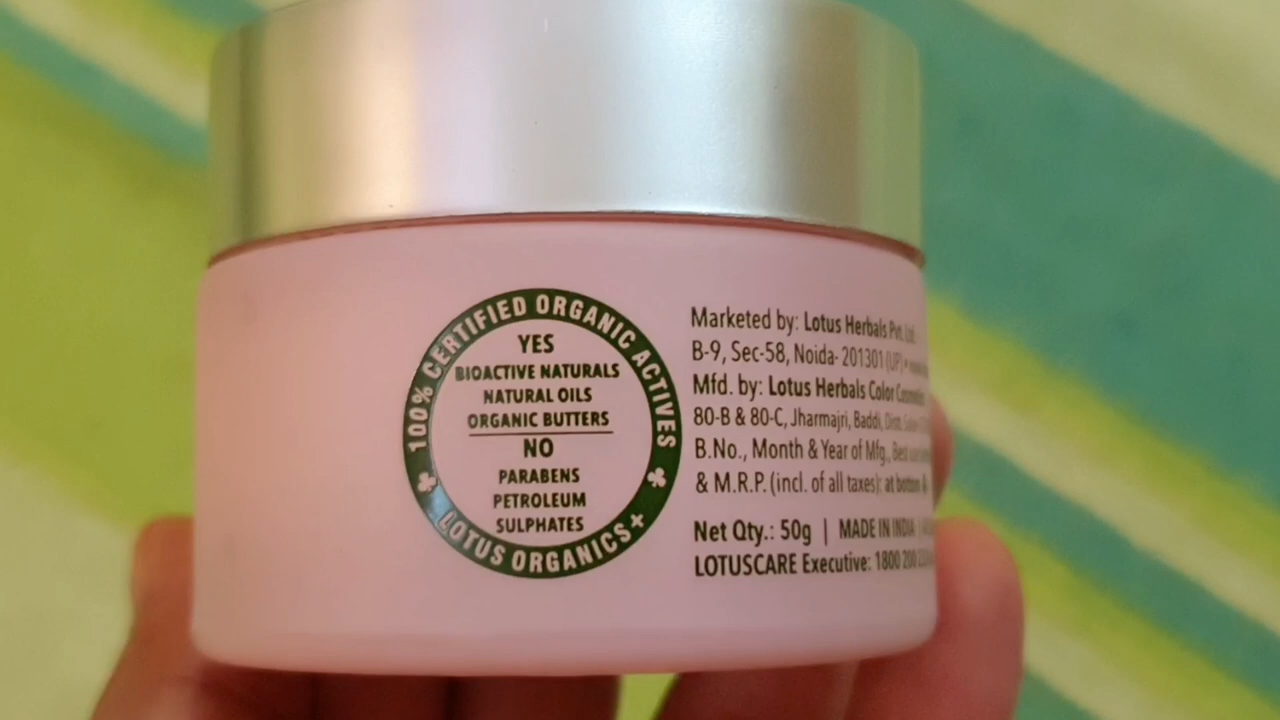 100% CERTIFIED ORGANIC ACTIVES
YES
BIOACTIVE NATURALS
NATURAL OILS
ORGANIC BUTTERS
NO
PARABENS
PETROLEUM
SULPHATES
LOTUS ORGANICS+
Marketed by: Lotus Herbals Pvt. Ltd.
B-9, Sec-58, Noida- 201301 (UP)
Mfd. by: Lotus Herbals Color
80-B & 80-C, Jharmajri, Baddi, Distt.
B.No., Month & Year of Mfg., Best
& M.R.P. (incl. of all taxes): at bottom
Net Qty.: 50g | MADE IN INDIA |
LOTUSCARE Executive: 1800 200